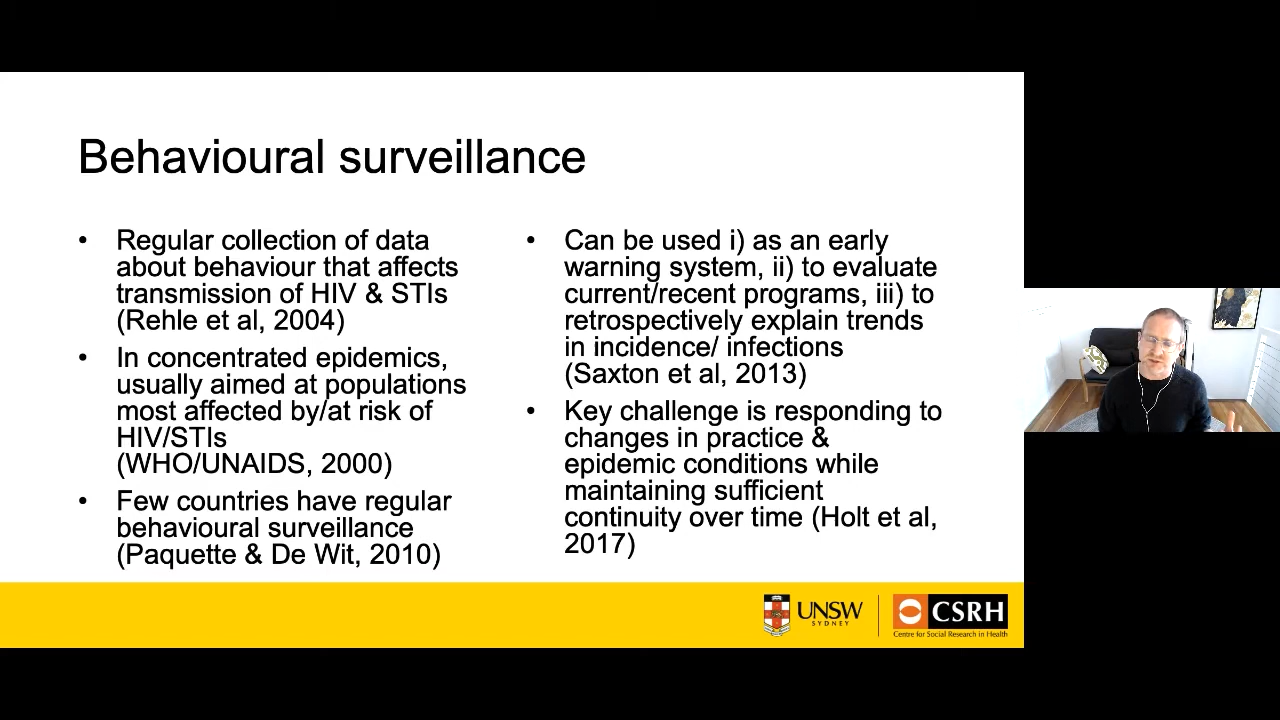 Behavioural surveillance
• Regular collection of data
about behaviour that affects
transmission of HIV & STIs
(Rehle et al, 2004)
• In concentrated epidemics,
usually aimed at populations
most affected by/at risk of
HIV/STIs
(WHO/UNAIDS, 2000)
• Few countries have regular
behavioural surveillance
(Paquette & De Wit, 2010)
• Can be used i) as an early
warning system, ii) to evaluate
current/recent programs, iii) to
retrospectively explain trends
in incidence/ infections
(Saxton et al, 2013)
• Key challenge is responding to
changes in practice &
epidemic conditions while
maintaining sufficient
continuity over time (Holt et al,
2017)
UNSW
SYDNEY
CSRH
Centre for Social Research in Health